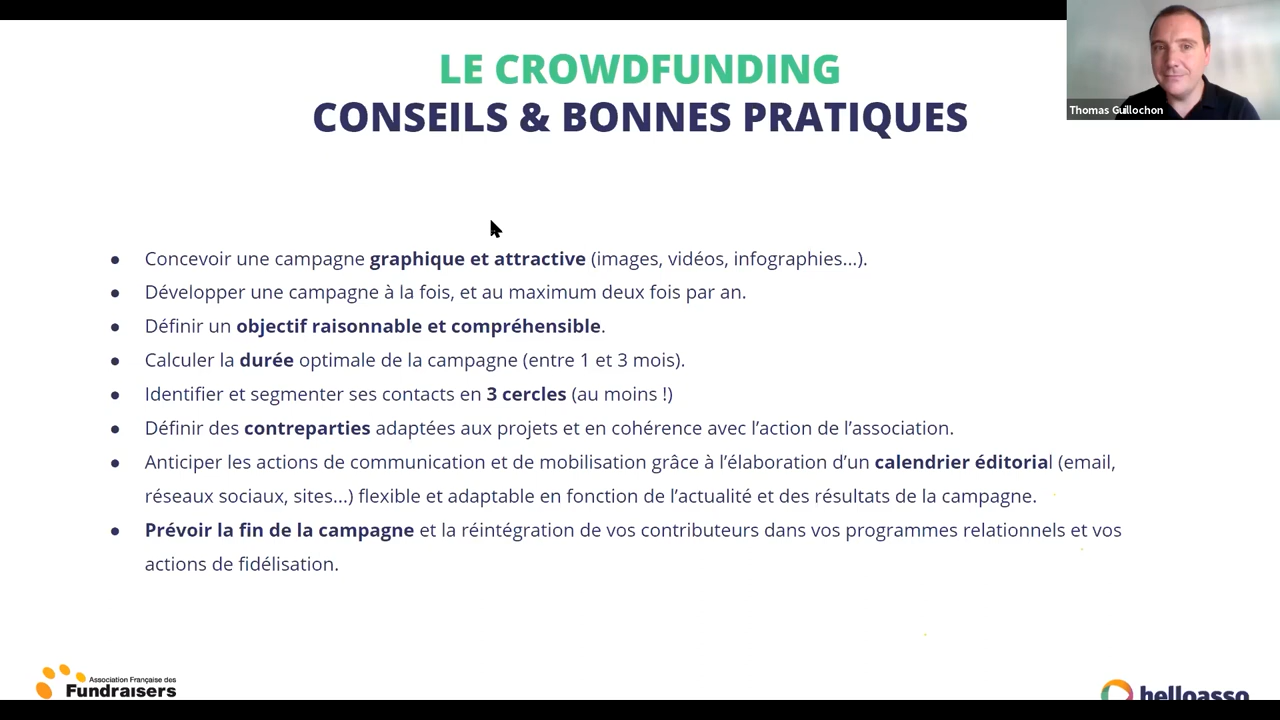 LE CROWDFUNDING
CONSEILS & BONNES PRATIQUES
Thomas Guillochon
● Concevoir une campagne graphique et attractive (images, vidéos, infographies...).
● Développer une campagne à la fois, et au maximum deux fois par an.
● Définir un objectif raisonnable et compréhensible.
● Calculer la durée optimale de la campagne (entre 1 et 3 mois).
● Identifier et segmenter ses contacts en 3 cercles (au moins !)
● Définir des contreparties adaptées aux projets et en cohérence avec l’action de l’association.
● Anticiper les actions de communication et de mobilisation grâce à l’élaboration d’un calendrier éditorial (email,
réseaux sociaux, sites...) flexible et adaptable en fonction de l’actualité et des résultats de la campagne.
● Prévoir la fin de la campagne et la réintégration de vos contributeurs dans vos programmes relationnels et vos
actions de fidélisation.
Association Française des
Fundraisers
helloasso